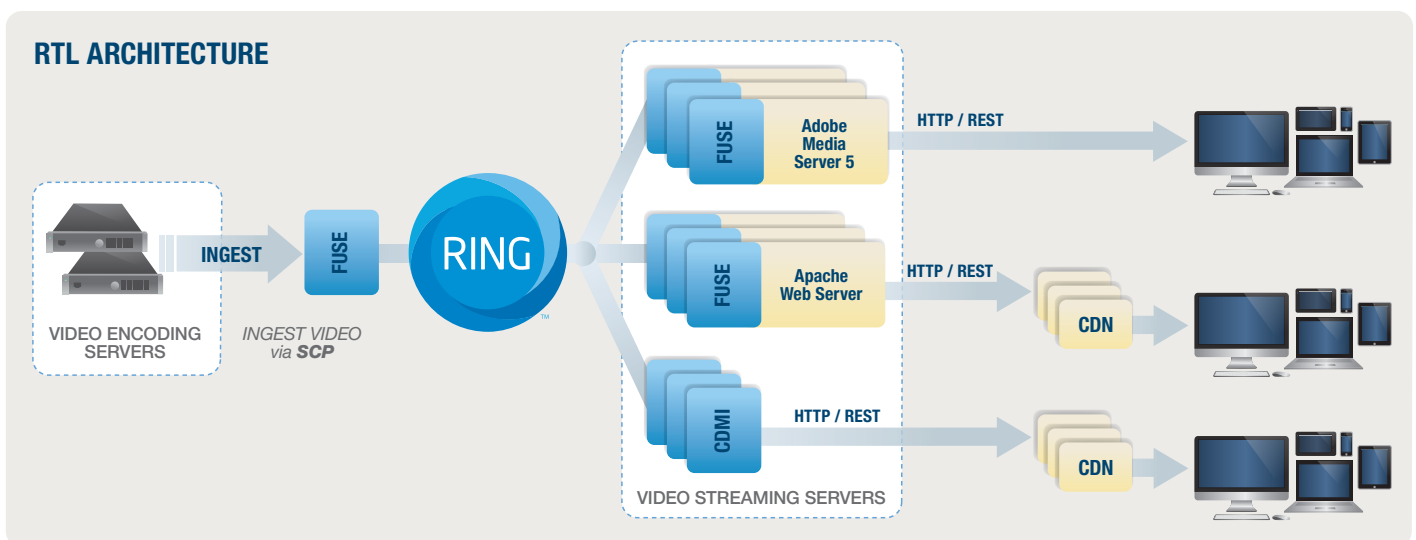 RTL ARCHITECTURE
VIDEO ENCODING
SERVERS
INGEST
INGEST VIDEO
via SCP
FUSE
RING
TM
FUSE
Adobe
Media
Server 5
HTTP / REST
FUSE
Apache
Web Server
HTTP / REST
CDN
CDMI
HTTP / REST
CDN
VIDEO STREAMING SERVERS